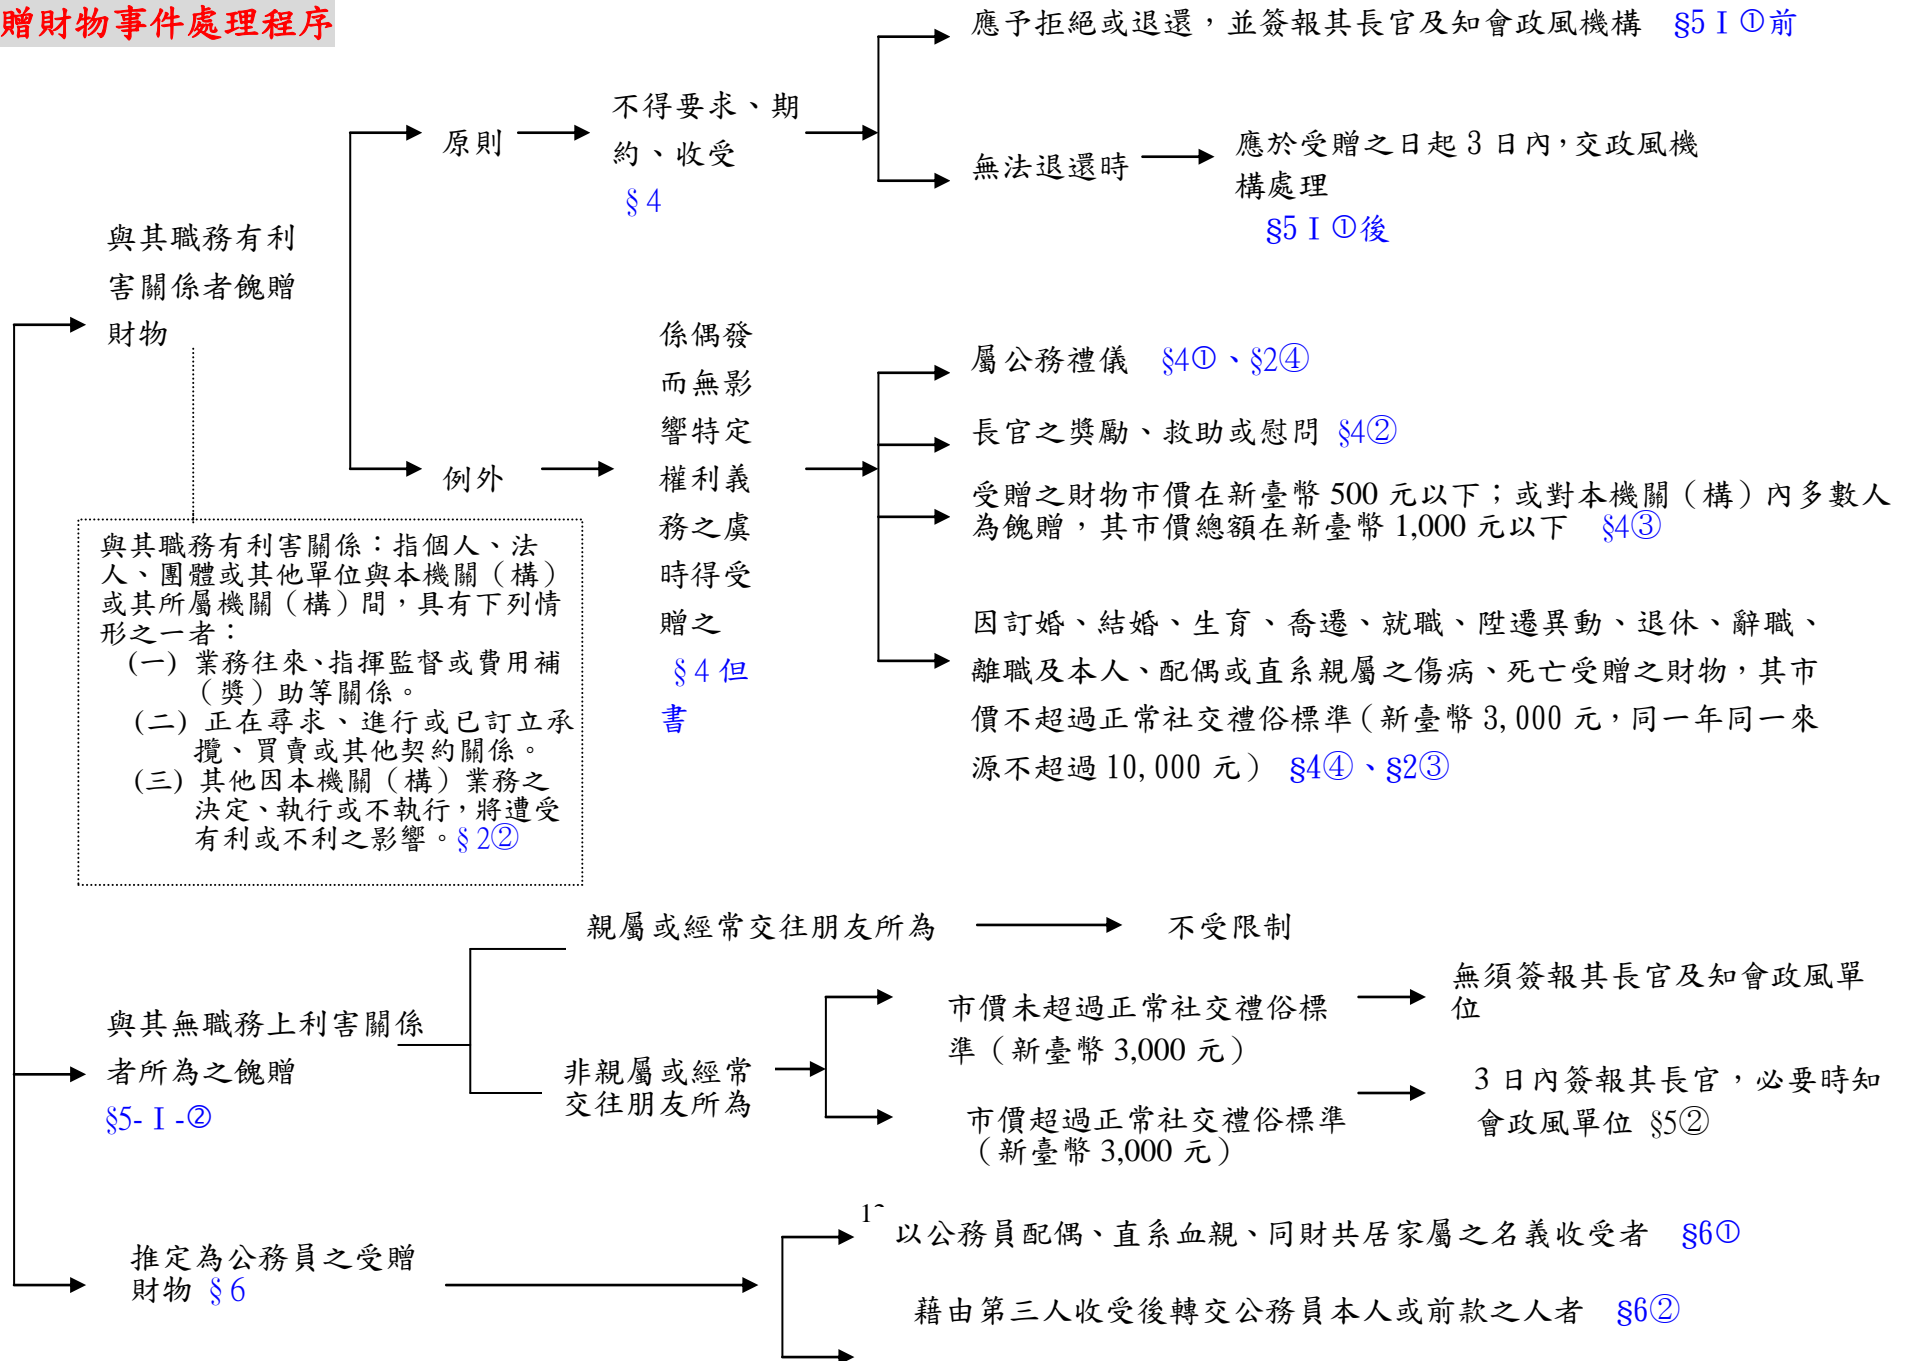 贈財物事件處理程序
應予拒絕或退還，並簽報其長官及知會政風機構 §5Ⅰ①前
原則
不得要求、期
約、收受
§4
無法退還時
應於受贈之日起 3 日內，交政風機
構處理
§5Ⅰ①後
與其職務有利
害關係者餽贈
財物
例外
係偶發
而無影
響特定
權利義
務之虞
時得受
贈之
§4 但
書
屬公務禮儀 §4①、§2④
長官之獎勵、救助或慰問 §4②
受贈之財物市價在新臺幣 500 元以下；或對本機關（構）內多數人
為餽贈，其市價總額在新臺幣 1,000 元以下 §4③
因訂婚、結婚、生育、喬遷、就職、陞遷異動、退休、辭職、
離職及本人、配偶或直系親屬之傷病、死亡受贈之財物，其市
價不超過正常社交禮俗標準（新臺幣 3,000 元，同一年同一來
源不超過 10,000 元） §4④、§2③
與其職務有利害關係：指個人、法
人、團體或其他單位與本機關（構）
或其所屬機關（構）間，具有下列情
形之一者：
(一) 業務往來、指揮監督或費用補
（獎）助等關係。
(二) 正在尋求、進行或已訂立承
攬、買賣或其他契約關係。
(三) 其他因本機關（構）業務之
決定、執行或不執行，將遭受
有利或不利之影響。§2②
與其無職務上利害關係
者所為之餽贈
§5-Ⅰ-②
親屬或經常交往朋友所為
不受限制
非親屬或經常
交往朋友所為
市價未超過正常社交禮俗標
準（新臺幣 3,000 元）
無須簽報其長官及知會政風單
位
市價超過正常社交禮俗標準
（新臺幣 3,000 元）
3 日內簽報其長官，必要時知
會政風單位 §5②
推定為公務員之受贈
財物 §6
以公務員配偶、直系血親、同財共居家屬之名義收受者 §6①
藉由第三人收受後轉交公務員本人或前款之人者 §6②